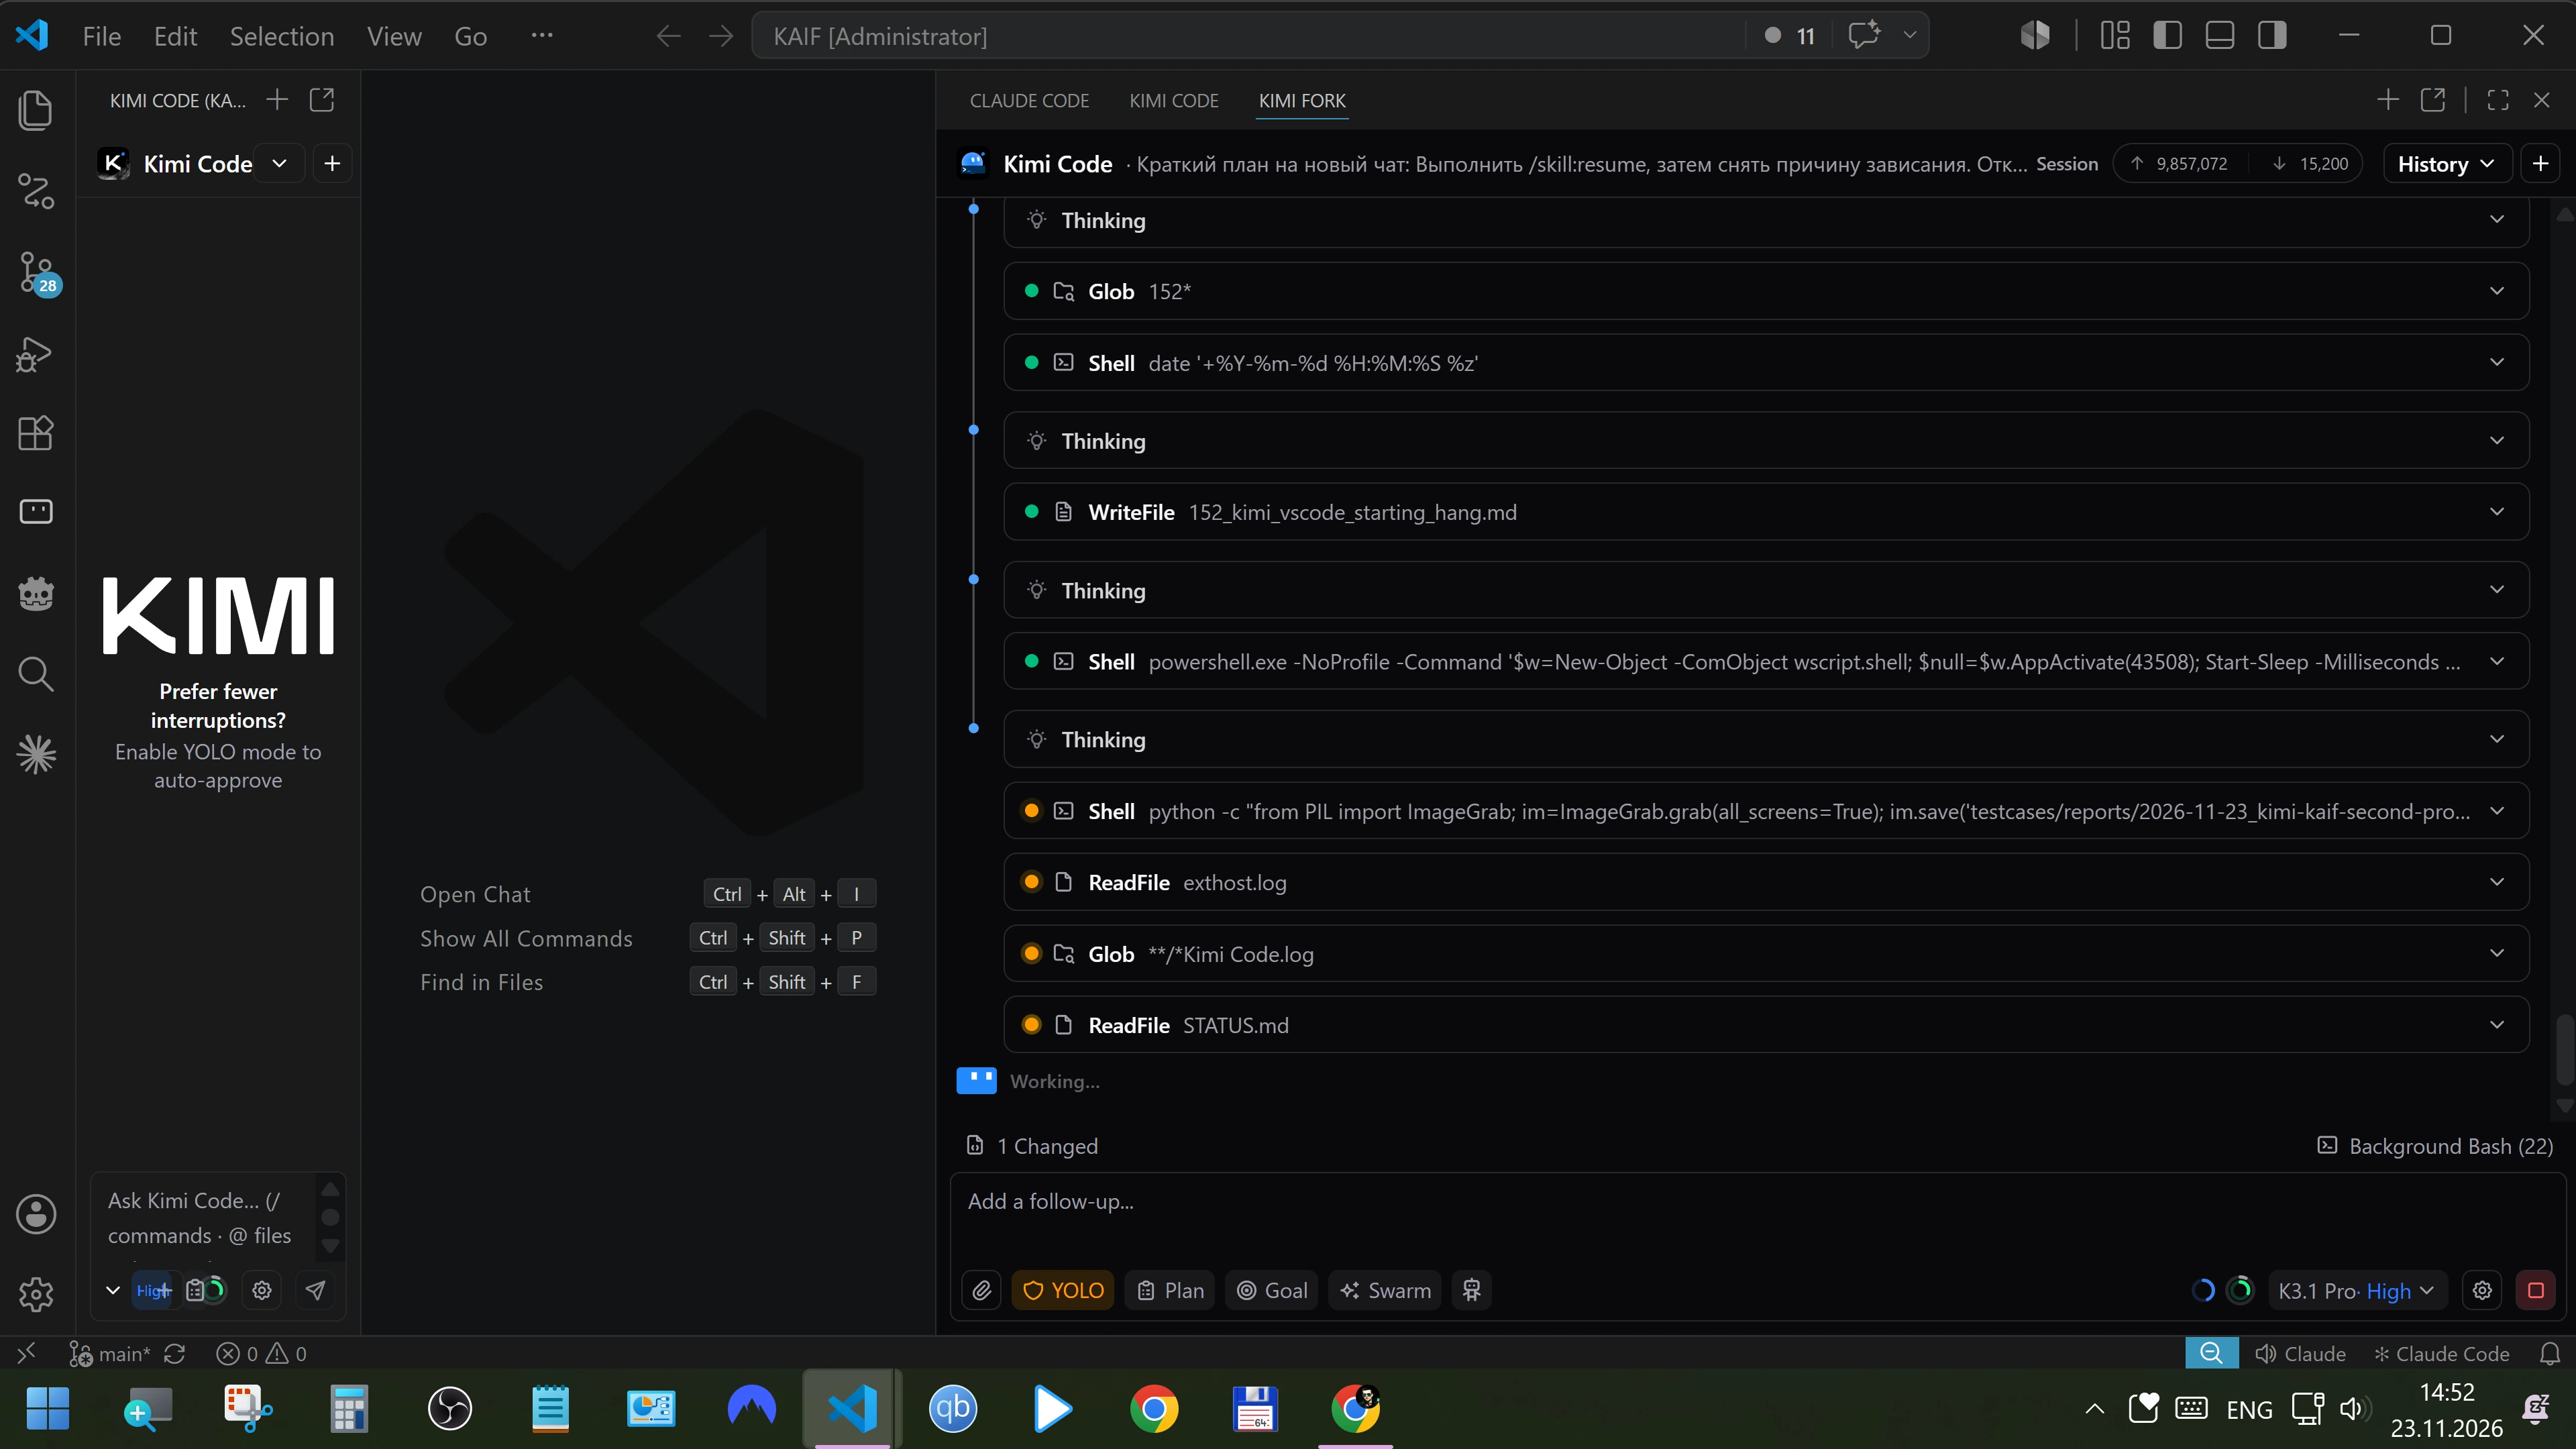 File Edit Selection View Go ...
KAIF [Administrator]
11
KIMI CODE (KA...
Kimi Code
KIMI
Prefer fewer
interruptions?
Enable YOLO mode to
auto-approve
Ask Kimi Code... (/
commands · @ files
High
28
Open Chat Ctrl + Alt + I
Show All Commands Ctrl + Shift + P
Find in Files Ctrl + Shift + F
CLAUDE CODE KIMI CODE KIMI FORK
Kimi Code · Краткий план на новый чат: Выполнить /skill:resume, затем снять причину зависания. Отк... Session ↑ 9,857,072 ↓ 15,200 History
Thinking
Glob 152*
Shell date '+%Y-%m-%d %H:%M:%S %z'
Thinking
WriteFile 152_kimi_vscode_starting_hang.md
Thinking
Shell powershell.exe -NoProfile -Command '$w=New-Object -ComObject wscript.shell; $null=$w.AppActivate(43508); Start-Sleep -Milliseconds ...
Thinking
Shell python -c "from PIL import ImageGrab; im=ImageGrab.grab(all_screens=True); im.save('testcases/reports/2026-11-23_kimi-kaif-second-pro...
ReadFile exthost.log
Glob **/*Kimi Code.log
ReadFile STATUS.md
Working...
1 Changed
Background Bash (22)
Add a follow-up...
YOLO Plan Goal Swarm
K3.1 Pro· High
main* 0 0
Claude Claude Code
qb
64:
ENG
14:52
23.11.2026